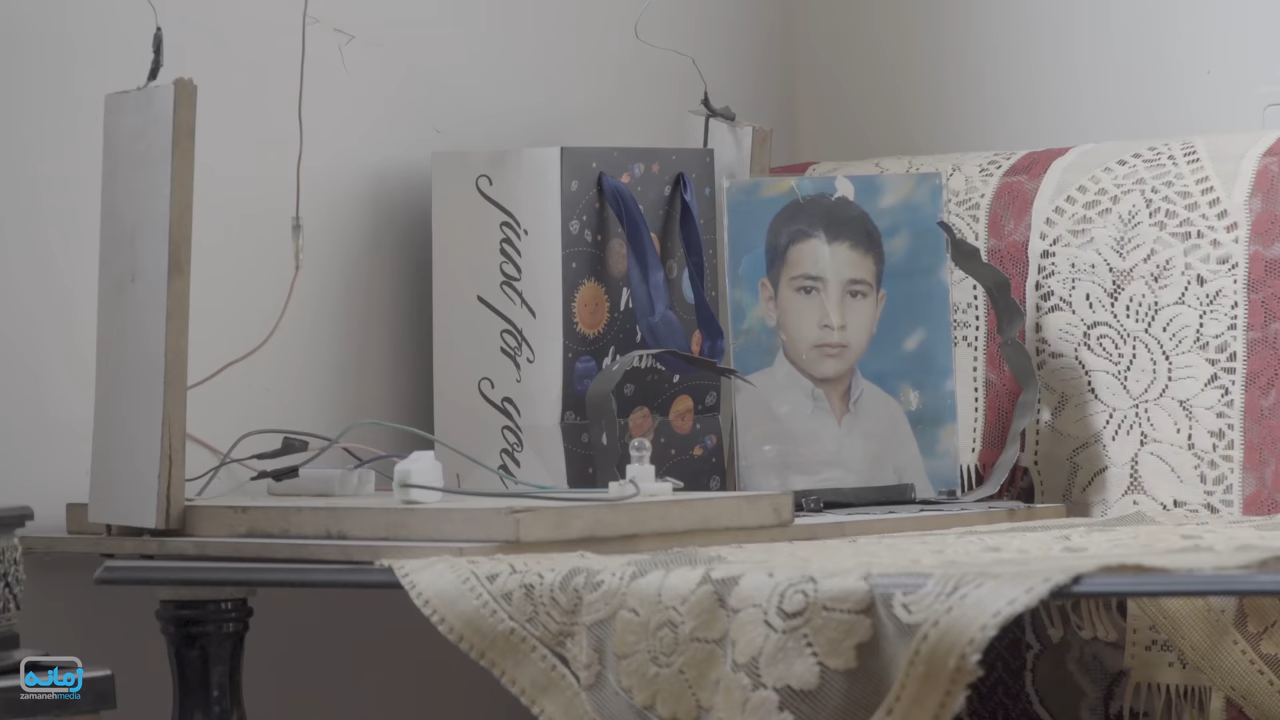 just for you
زمانه
zamanehmedia